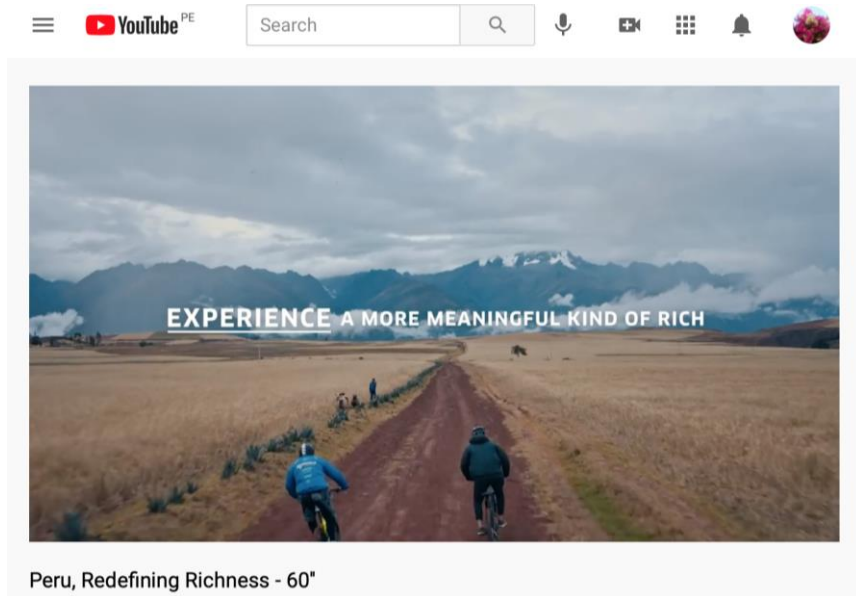 YouTube PE
Search
EXPERIENCE A MORE MEANINGFUL KIND OF RICH
Peru, Redefining Richness - 60"